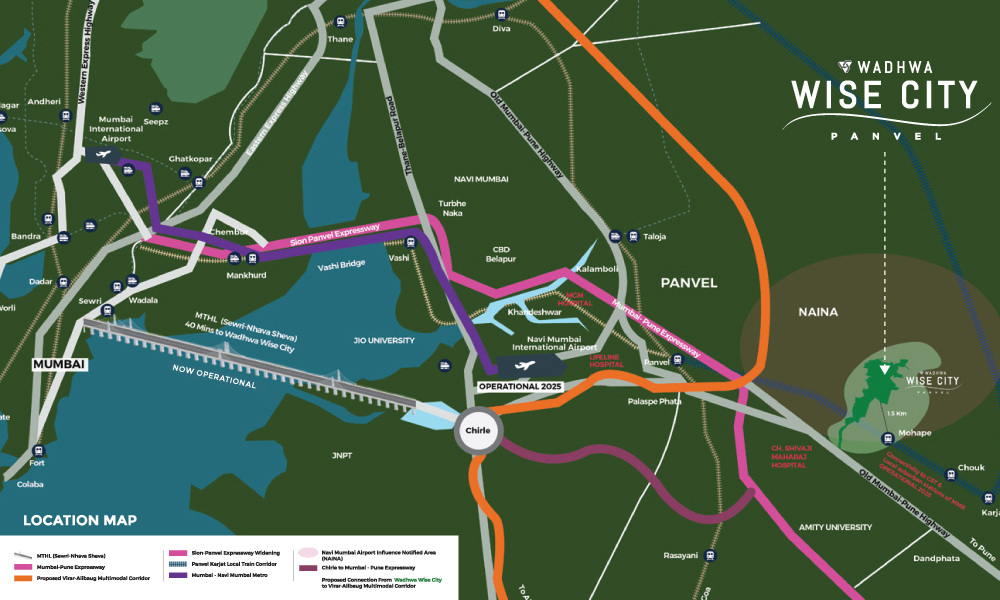 WADHWA
WISE CITY
PANVEL
Western Express Highway
Eastern Express Highway
Thane-Belapur Road
Old Mumbai-Pune Highway
Thane
Diva
Andheri
Seepz
Mumbai
International
Airport
Ghatkopar
NAVI MUMBAI
Turbhe
Naka
Bandra
Chembur
Sion Panvel Expressway
Mankhurd
Vashi Bridge
Vashi
CBD
Belapur
Taloja
Kalamboli
PANVEL
Dadar
Wadala
Sewri
MGM
HOSPITAL
Khandeshwar
Mumbai-Pune Expressway
NAINA
MTHL (Sewri-Nhava Sheva)
40 Mins to Wadhwa Wise City
NOW OPERATIONAL
JIO UNIVERSITY
Navi Mumbai
International Airport
LIFELINE
HOSPITAL
Panvel
MUMBAI
OPERATIONAL 2025
Palaspe Phata
WADHWA
WISE CITY
PANVEL
1.5 Km
Mohape
Chirle
JNPT
CH. SHIVAJI
MAHARAJ
HOSPITAL
Connectivity to CST &
OPERATIONAL 2025
Chouk
Fort
Colaba
Old Mumbai-Pune Highway
AMITY UNIVERSITY
To Pune
Dandphata
Rasayani
LOCATION MAP
MTHL (Sewri-Nhava Sheva)
Mumbai-Pune Expressway
Proposed Virar-Alibaug Multimodal Corridor
Sion-Panvel Expressway Widening
Panvel Karjat Local Train Corridor
Mumbai - Navi Mumbai Metro
Navi Mumbai Airport Influence Notified Area
(NAINA)
Chirle to Mumbai - Pune Expressway
Proposed Connection From Wadhwa Wise City
to Virar-Alibaug Multimodal Corridor